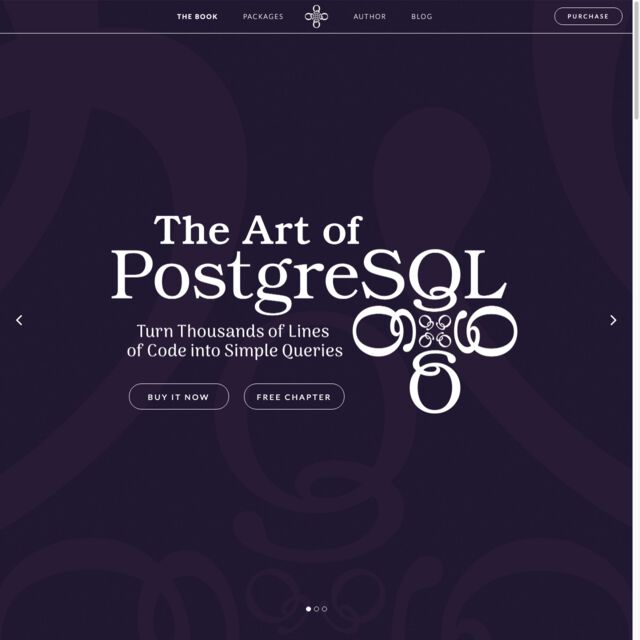 THE BOOK PACKAGES AUTHOR BLOG PURCHASE
The Art of
PostgreSQL
Turn Thousands of Lines
of Code into Simple Queries
BUY IT NOW FREE CHAPTER